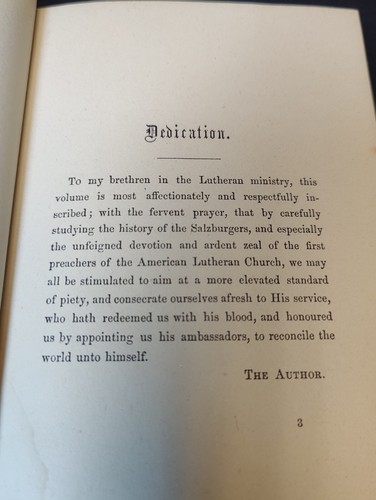 Dedication.
To my brethren in the Lutheran ministry, this
volume is most affectionately and respectfully in-
scribed; with the fervent prayer, that by carefully
studying the history of the Salzburgers, and especially
the unfeigned devotion and ardent zeal of the first
preachers of the American Lutheran Church, we may
all be stimulated to aim at a more elevated standard
of piety, and consecrate ourselves afresh to His service,
who hath redeemed us with his blood, and honoured
us by appointing us his ambassadors, to reconcile the
world unto himself.
The Author.
3